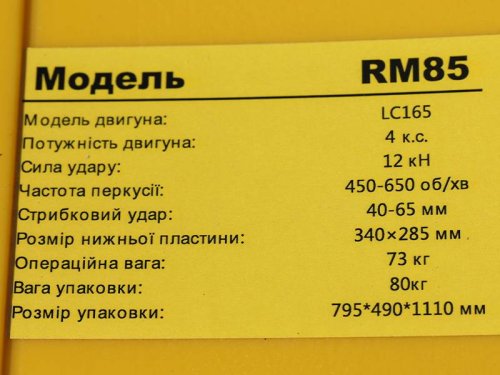 Модель RM85
Модель двигуна: LC165
Потужність двигуна: 4 к.с.
Сила удару: 12 кН
Частота перкусії: 450-650 об/хв
Стрибковий удар: 40-65 мм
Розмір нижньої пластини: 340×285 мм
Операційна вага: 73 кг
Вага упаковки: 80кг
Розмір упаковки: 795*490*1110 мм